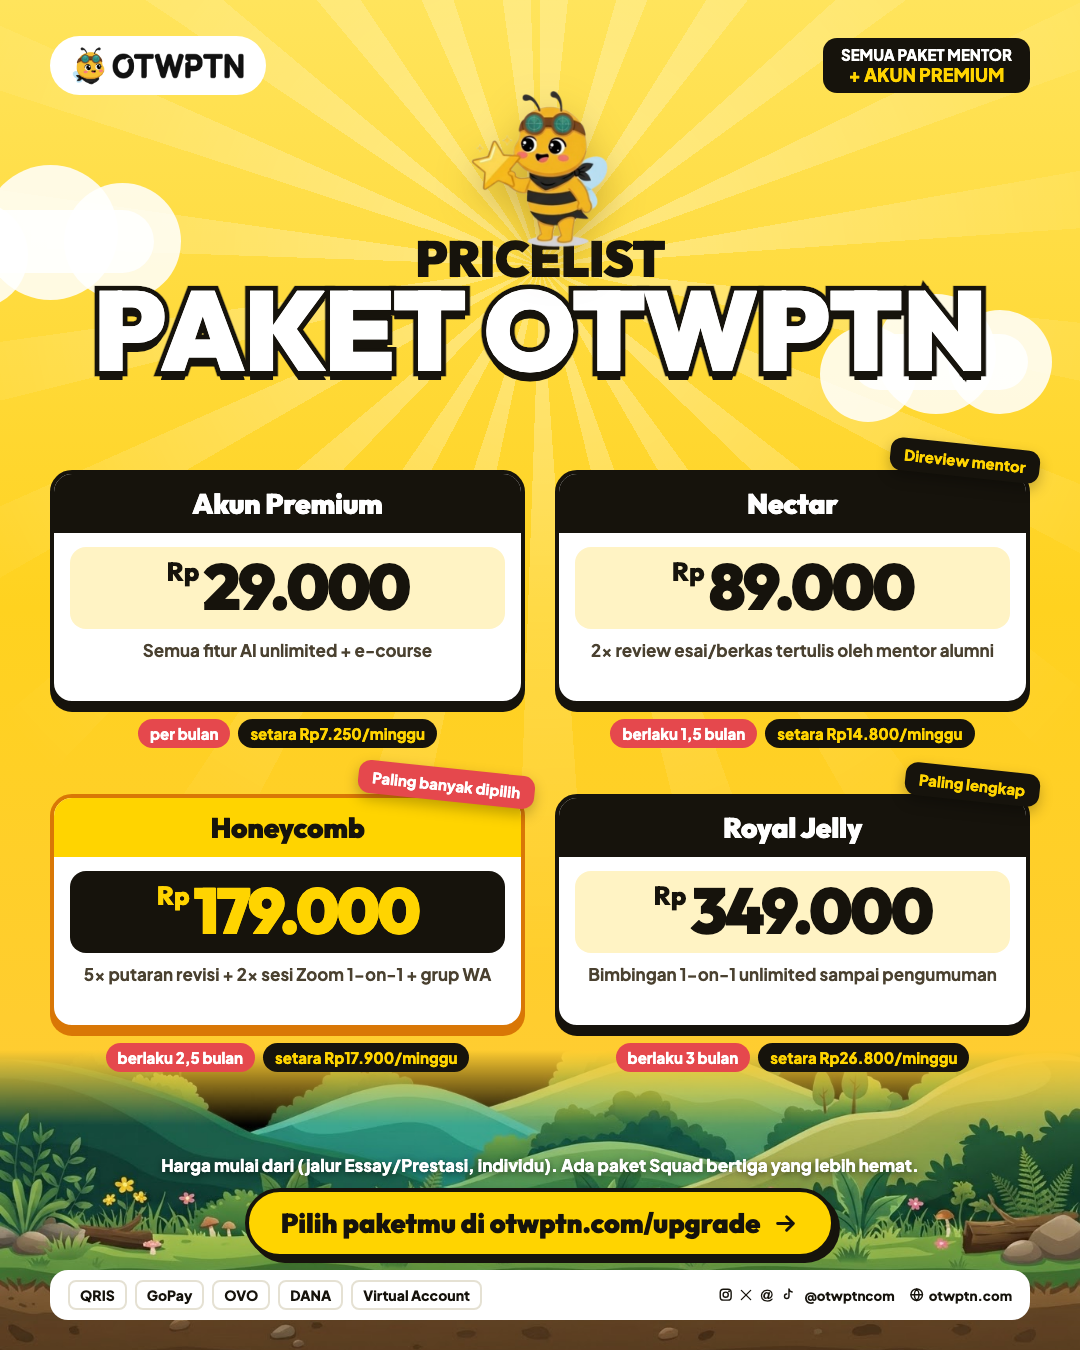 OTWPTN
SEMUA PAKET MENTOR
+ AKUN PREMIUM
PRICELIST
PAKET OTWPTN
Akun Premium
Rp 29.000
Semua fitur AI unlimited + e-course
per bulan
setara Rp7.250/minggu
Direview mentor
Nectar
Rp 89.000
2× review esai/berkas tertulis oleh mentor alumni
berlaku 1,5 bulan
setara Rp14.800/minggu
Paling banyak dipilih
Honeycomb
Rp 179.000
5× putaran revisi + 2× sesi Zoom 1-on-1 + grup WA
berlaku 2,5 bulan
setara Rp17.900/minggu
Paling lengkap
Royal Jelly
Rp 349.000
Bimbingan 1-on-1 unlimited sampai pengumuman
berlaku 3 bulan
setara Rp26.800/minggu
Harga mulai dari (jalur Essay/Prestasi, individu). Ada paket Squad bertiga yang lebih hemat.
Pilih paketmu di otwptn.com/upgrade →
QRIS
GoPay
OVO
DANA
Virtual Account
@otwptncom
otwptn.com